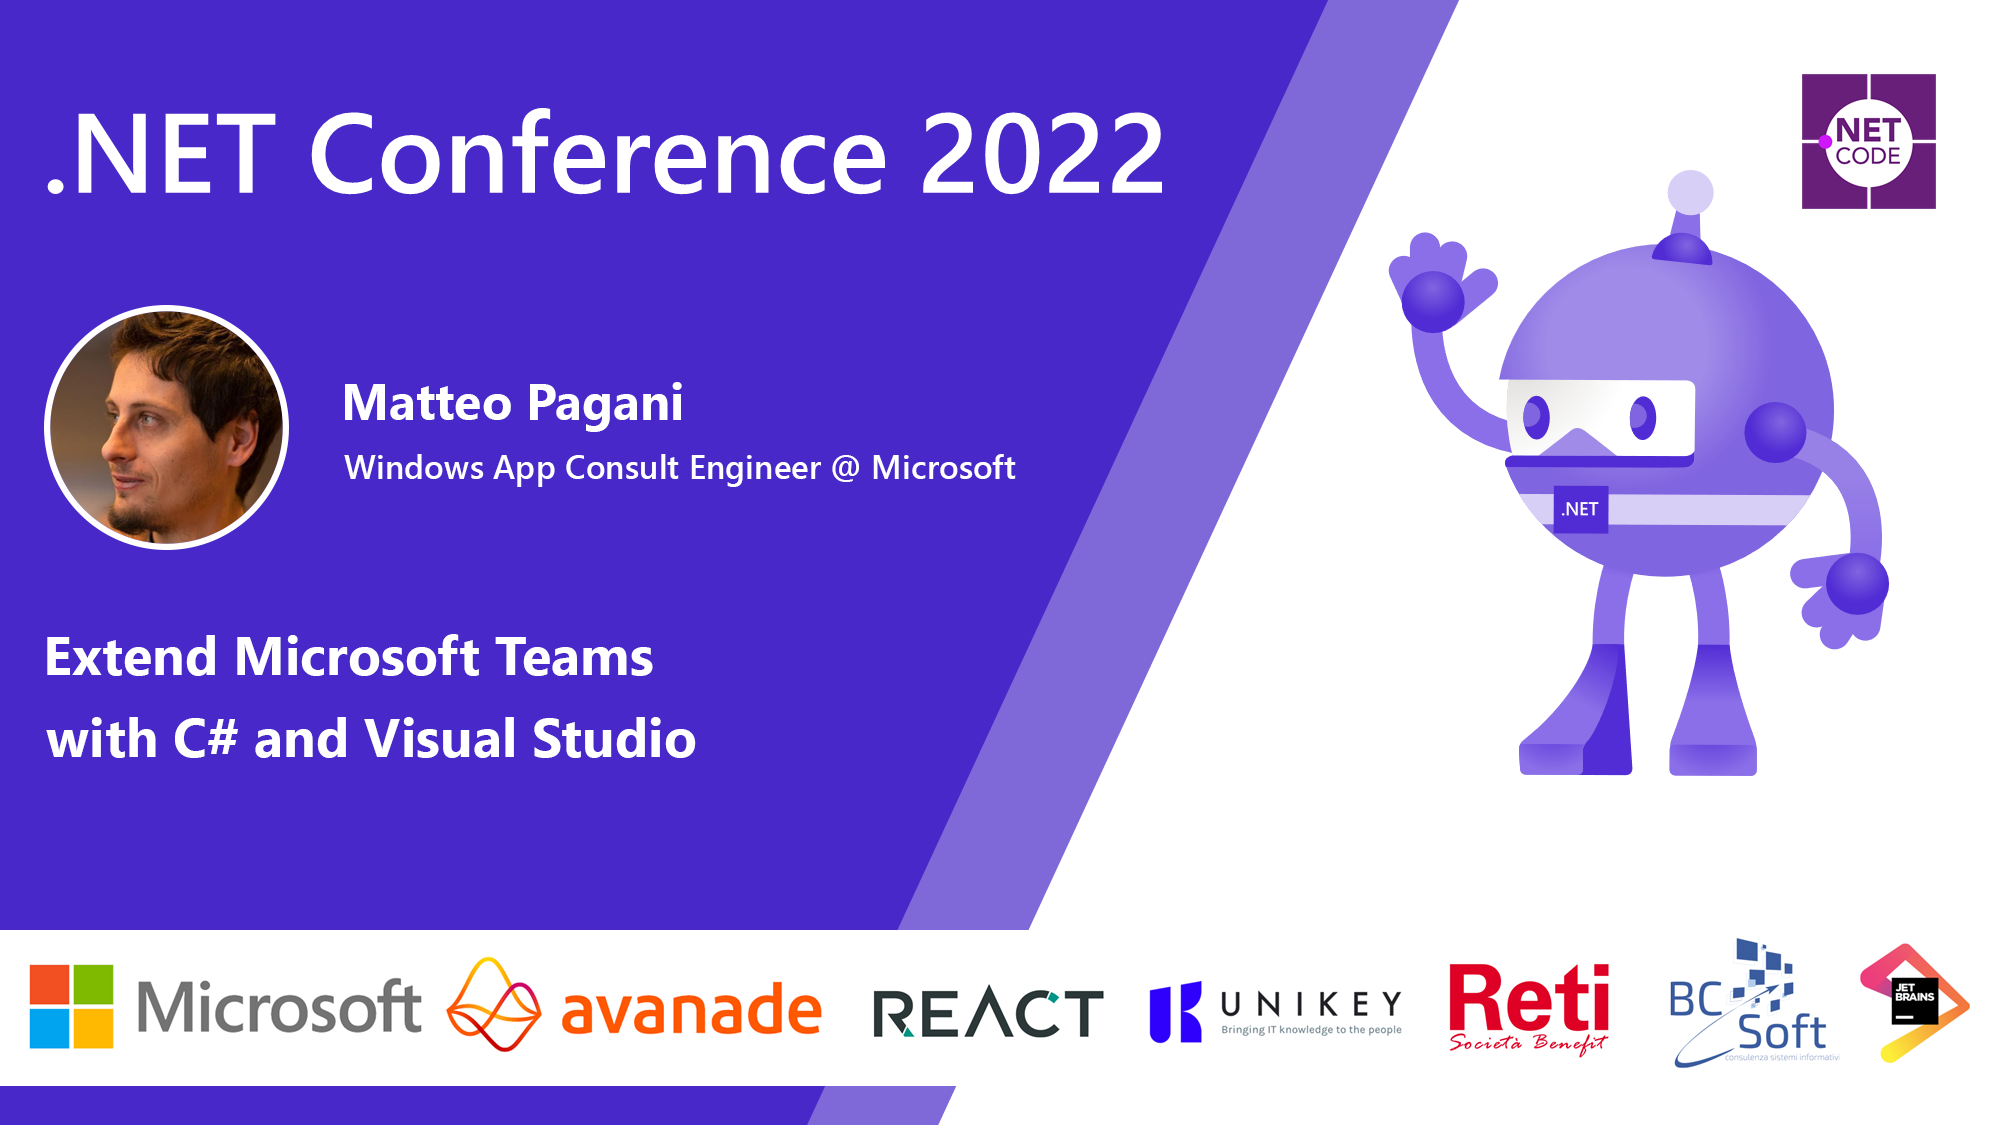 .NET Conference 2022
NET
CODE
Matteo Pagani
Windows App Consult Engineer @ Microsoft
.NET
Extend Microsoft Teams
with C# and Visual Studio
Microsoft
avanade
REACT
UNIKEY
Bringing IT knowledge to the people
Reti
Società Benefit
BC
Soft
consulenza sistemi informativi
JET
BRAINS